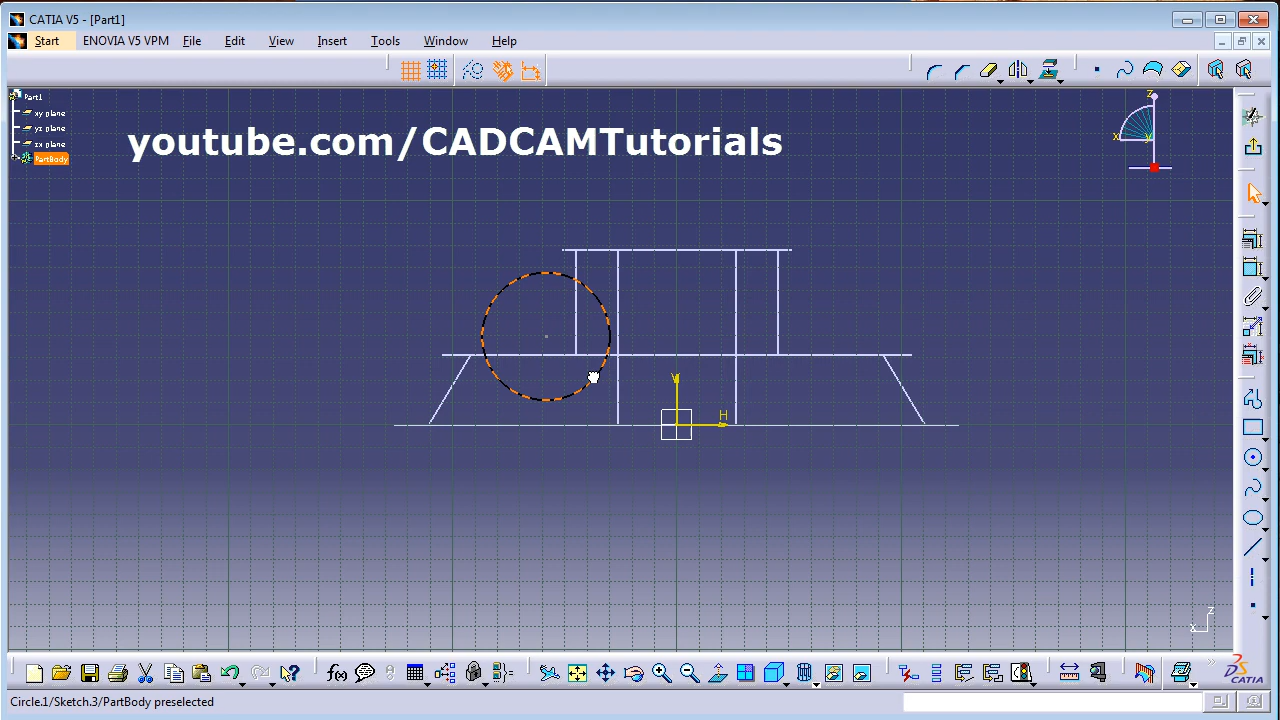 CATIA V5 - [Part1]
Start ENOVIA V5 VPM File Edit View Insert Tools Window Help
Part1
xy plane
yz plane
zx plane
PartBody
youtube.com/CADCAMTutorials
z
x
y
V
H
z
x
f(x)
CATIA
Circle.1/Sketch.3/PartBody preselected